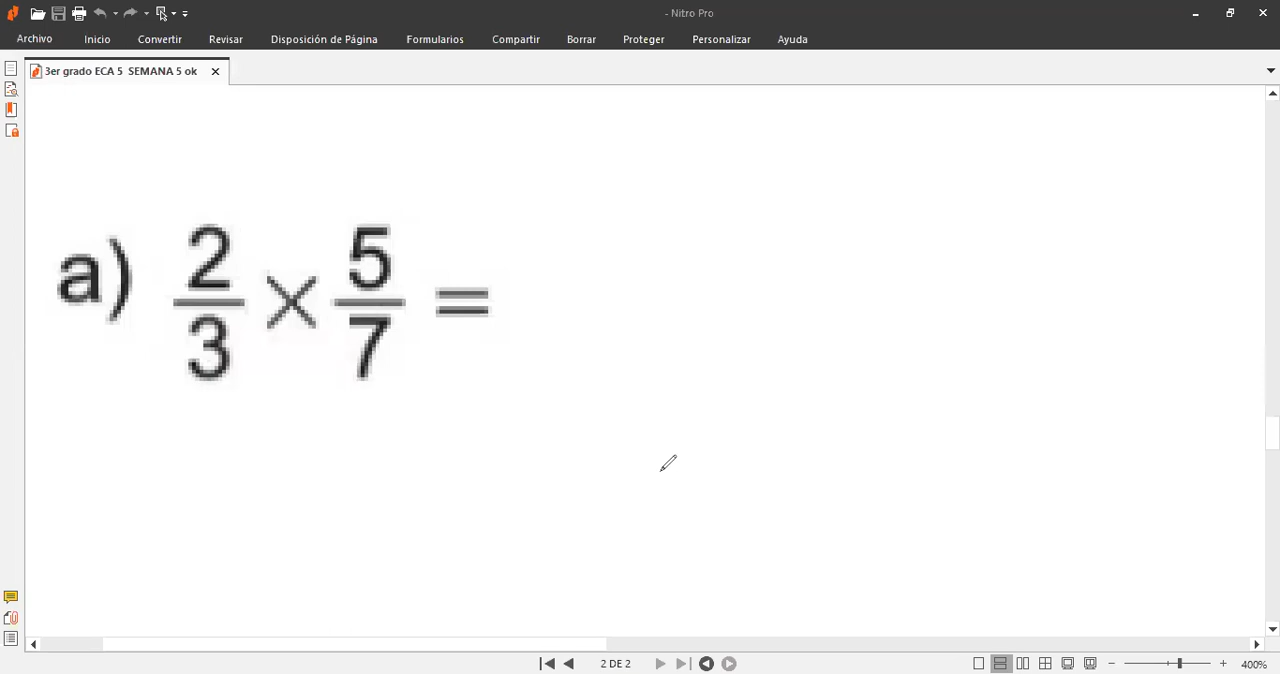 - Nitro Pro
Archivo Inicio Convertir Revisar Disposición de Página Formularios Compartir Borrar Proteger Personalizar Ayuda
3er grado ECA 5 SEMANA 5 ok
a) 2/3 × 5/7 =
2 DE 2
400%